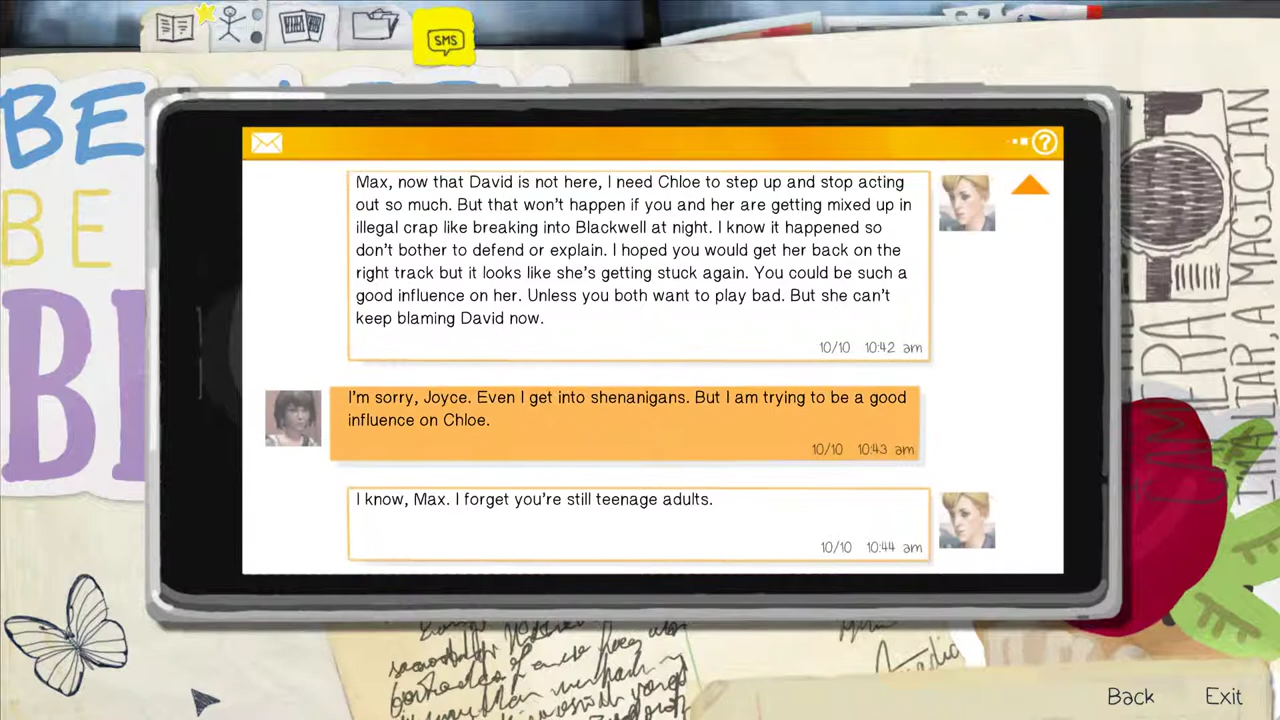 SMS
BE
BE
Max, now that David is not here, I need Chloe to step up and stop acting
out so much. But that won't happen if you and her are getting mixed up in
illegal crap like breaking into Blackwell at night. I know it happened so
don't bother to defend or explain. I hoped you would get her back on the
right track but it looks like she's getting stuck again. You could be such a
good influence on her. Unless you both want to play bad. But she can't
keep blaming David now.
10/10 10:42 am
I'm sorry, Joyce. Even I get into shenanigans. But I am trying to be a good
influence on Chloe.
10/10 10:43 am
I know, Max. I forget you're still teenage adults.
10/10 10:44 am
MAGICIAN
Back
Exit